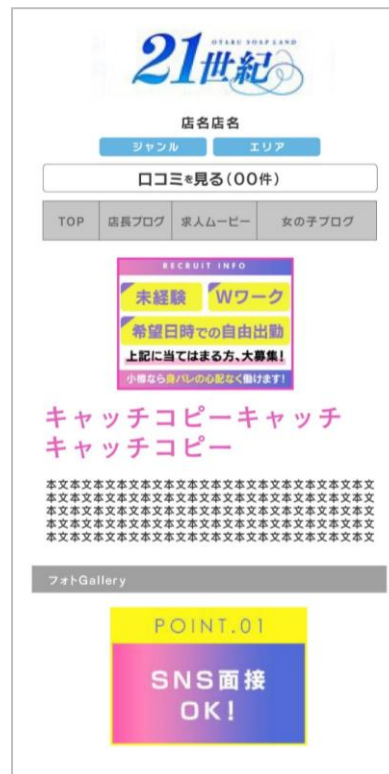 OTARU SOAP LAND
21世紀
店名店名
ジャンル エリア
口コミを見る(00件)
TOP 店長ブログ 求人ムービー 女の子ブログ
RECRUIT INFO
未経験 Wワーク
希望日時での自由出勤
上記に当てはまる方、大募集!
小樽なら身バレの心配なく働けます!
キャッチコピーキャッチ
キャッチコピー
本文本文本文本文本文本文本文本文本文本文本文
本文本文本文本文本文本文本文本文本文本文本文
本文本文本文本文本文本文本文本文本文本文本文
本文本文本文本文本文本文本文本文本文本文本文
本文本文本文本文本文本文本文本文本文本文本文
フォトGallery
POINT.01
SNS面接
OK!